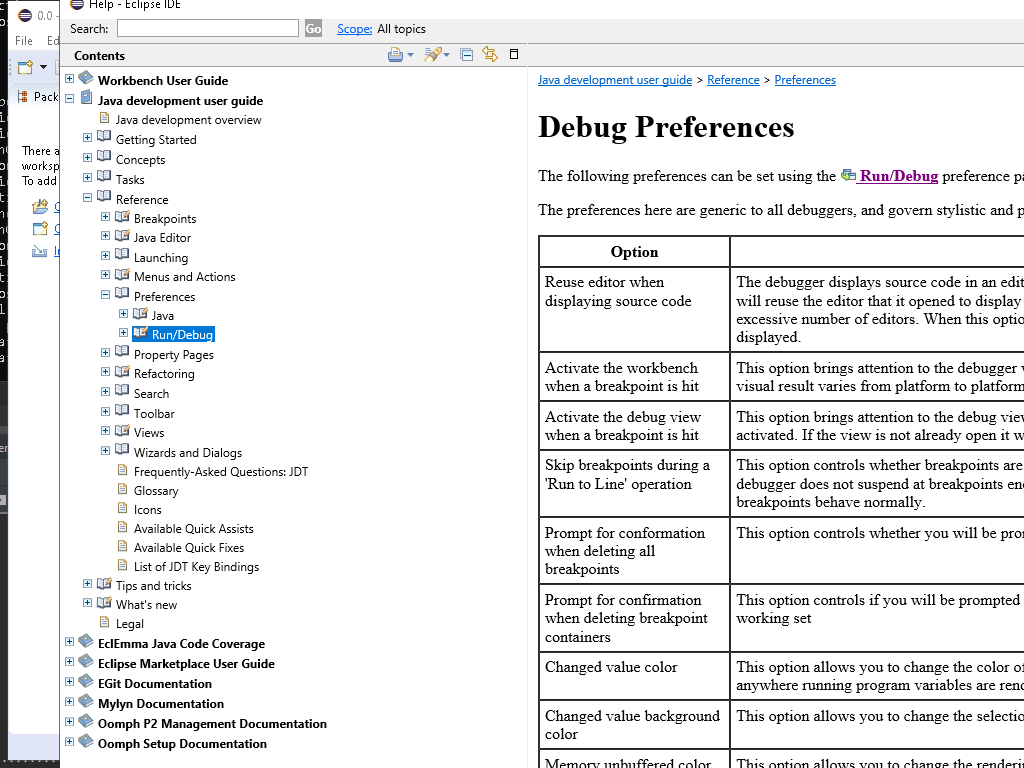 Help - Eclipse IDE
0.0 -
File Ed
Search: Go Scope: All topics
Contents
Pack
There a
worksp
To add
Workbench User Guide
Java development user guide
Java development overview
Getting Started
Concepts
Tasks
Reference
Breakpoints
Java Editor
Launching
Menus and Actions
Preferences
Java
Run/Debug
Property Pages
Refactoring
Search
Toolbar
Views
Wizards and Dialogs
Frequently-Asked Questions: JDT
Glossary
Icons
Available Quick Assists
Available Quick Fixes
List of JDT Key Bindings
Tips and tricks
What's new
Legal
EclEmma Java Code Coverage
Eclipse Marketplace User Guide
EGit Documentation
Mylyn Documentation
Oomph P2 Management Documentation
Oomph Setup Documentation
Java development user guide > Reference > Preferences
Debug Preferences
The following preferences can be set using the Run/Debug preference pa
The preferences here are generic to all debuggers, and govern stylistic and p
Option
Reuse editor when
displaying source code
The debugger displays source code in an edit
will reuse the editor that it opened to display
excessive number of editors. When this optio
displayed.
Activate the workbench
when a breakpoint is hit
This option brings attention to the debugger w
visual result varies from platform to platform
Activate the debug view
when a breakpoint is hit
This option brings attention to the debug view
activated. If the view is not already open it w
Skip breakpoints during a
'Run to Line' operation
This option controls whether breakpoints are
debugger does not suspend at breakpoints enc
breakpoints behave normally.
Prompt for conformation
when deleting all
breakpoints
This option controls whether you will be pro
Prompt for confirmation
when deleting breakpoint
containers
This option controls if you will be prompted
working set
Changed value color
This option allows you to change the color of
anywhere running program variables are rend
Changed value background
color
This option allows you to change the selectio
Memory unbuffered color
This option allows you to change the renderi